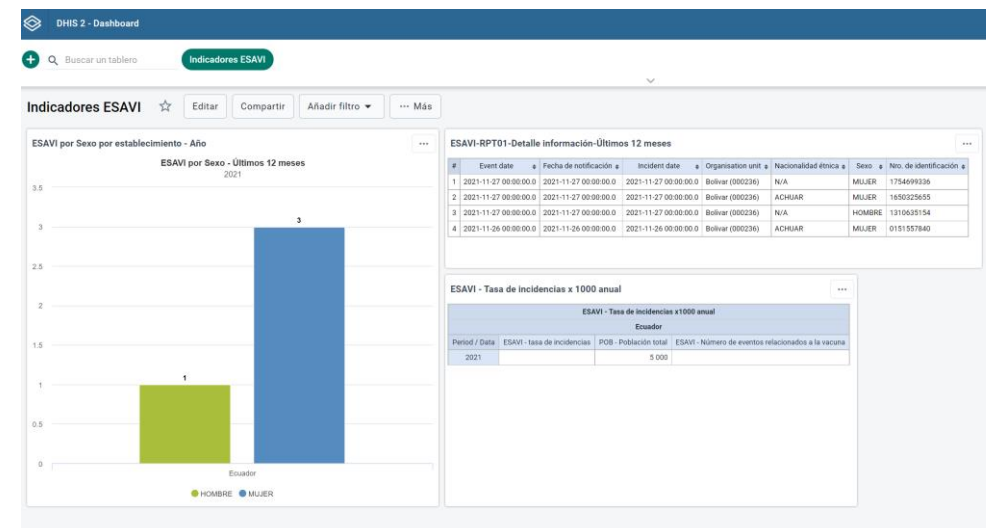 DHIS 2 - Dashboard
Buscar un tablero
Indicadores ESAVI
Indicadores ESAVI Editar Compartir Añadir filtro ··· Más
ESAVI por Sexo por establecimiento - Año
ESAVI por Sexo - Últimos 12 meses
2021
3.5
3
2.5
2
1.5
1
0.5
0
3
1
Ecuador
HOMBRE MUJER
ESAVI-RPT01-Detalle información-Últimos 12 meses
# Event date Fecha de notificación Incident date Organisation unit Nacionalidad étnica Sexo Nro. de identificación
1 2021-11-27 00:00:00.0 2021-11-27 00:00:00.0 2021-11-27 00:00:00.0 Bolivar (000236) N/A MUJER 1754699336
2 2021-11-27 00:00:00.0 2021-11-27 00:00:00.0 2021-11-27 00:00:00.0 Bolivar (000236) ACHUAR MUJER 1650325655
3 2021-11-27 00:00:00.0 2021-11-27 00:00:00.0 2021-11-27 00:00:00.0 Bolivar (000236) N/A HOMBRE 1310635154
4 2021-11-26 00:00:00.0 2021-11-26 00:00:00.0 2021-11-26 00:00:00.0 Bolivar (000236) ACHUAR MUJER 0151557840
ESAVI - Tasa de incidencias x 1000 anual
ESAVI - Tasa de incidencias x1000 anual
Ecuador
Period / Data ESAVI - tasa de incidencias POB - Población total ESAVI - Número de eventos relacionados a la vacuna
2021 5 000